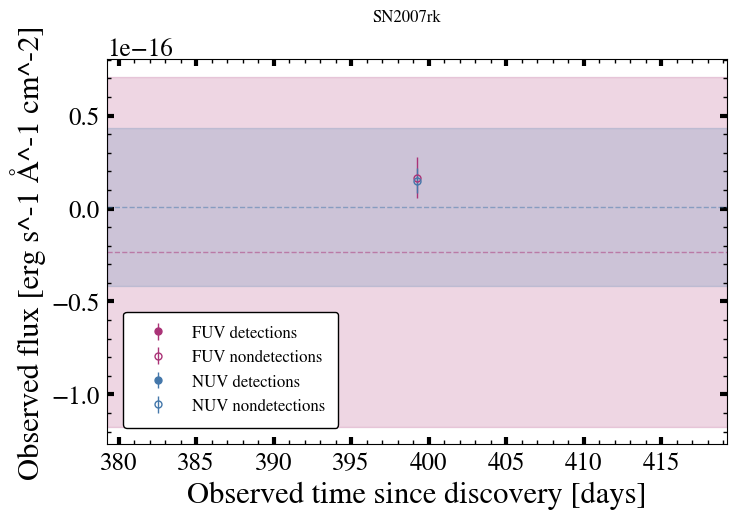 SN2007rk
1e−16
Observed flux [erg s^-1 Å^-1 cm^-2]
0.5
0.0
−0.5
−1.0
FUV detections
FUV nondetections
NUV detections
NUV nondetections
380 385 390 395 400 405 410 415
Observed time since discovery [days]